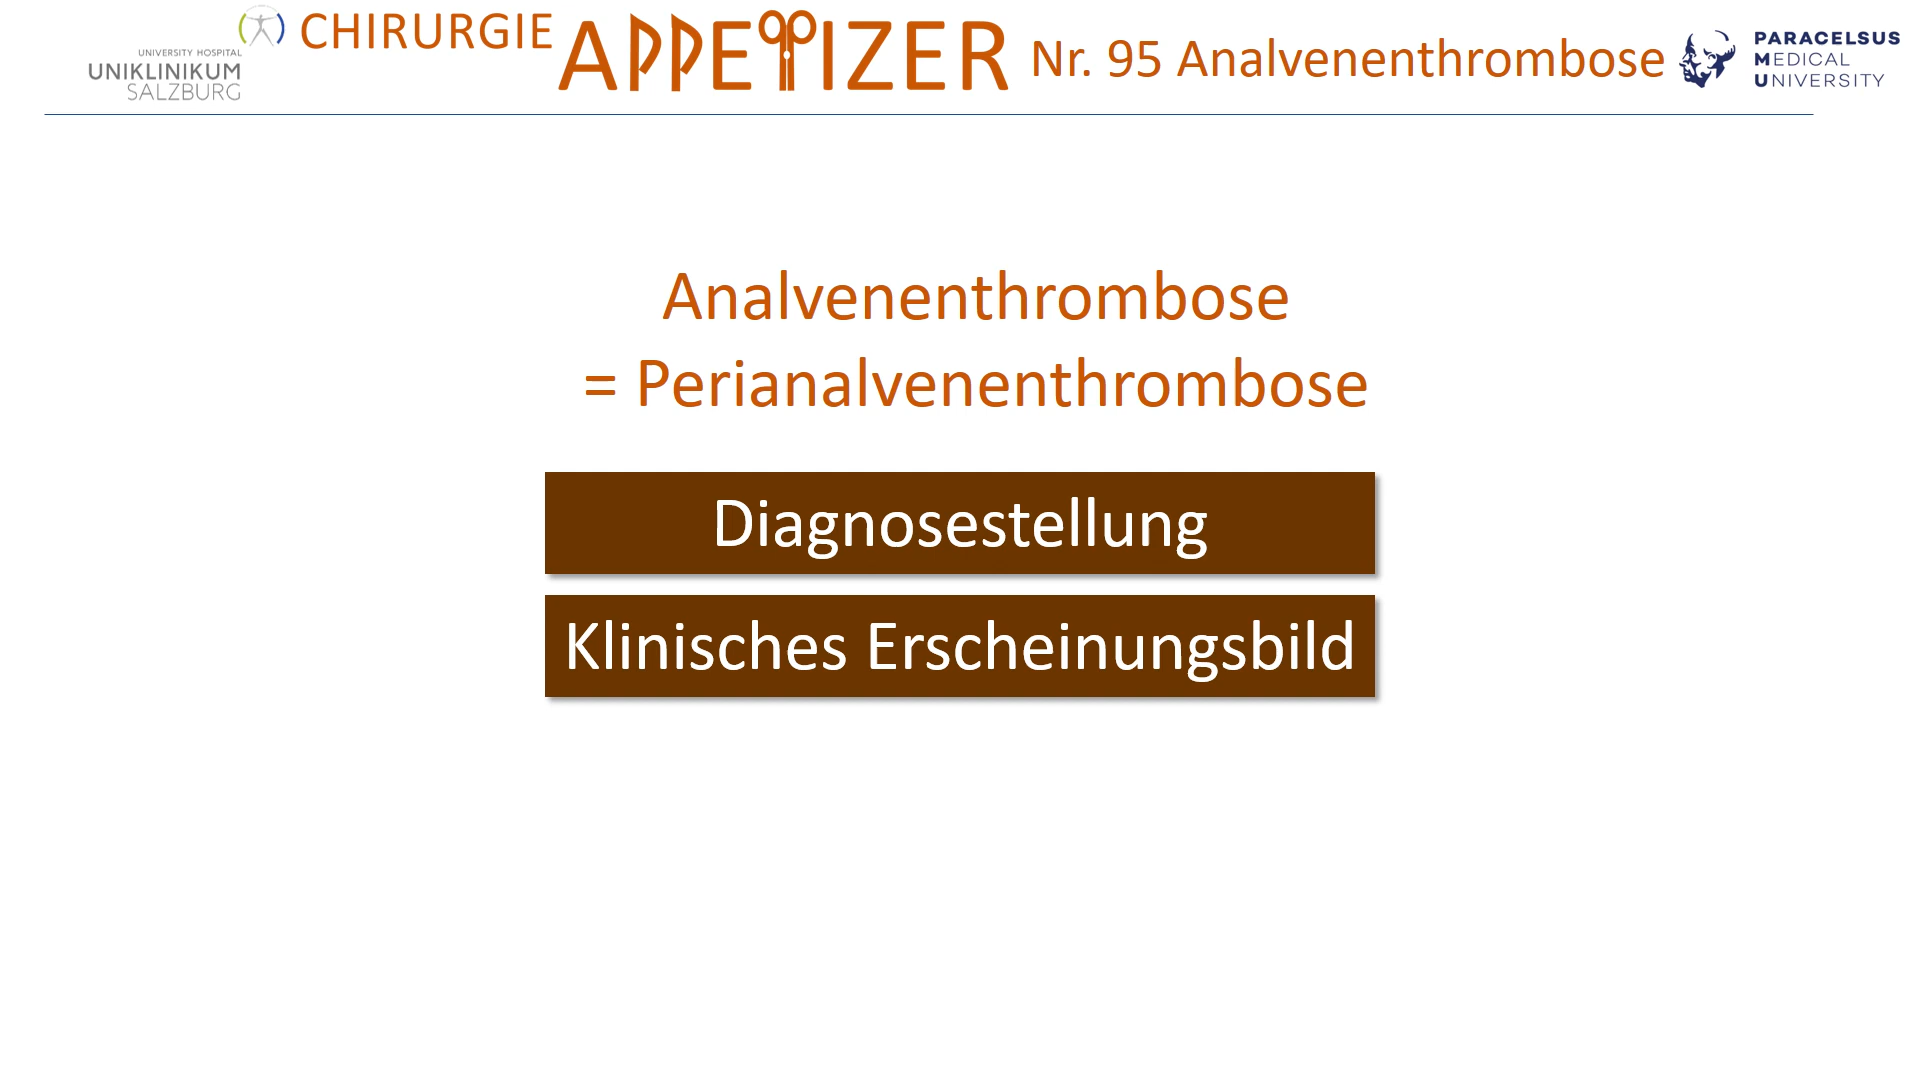 UNIVERSITY HOSPITAL
UNIKLINIKUM
SALZBURG
CHIRURGIE APPETIZER Nr. 95 Analvenenthrombose
PARACELSUS
MEDICAL
UNIVERSITY
Analvenenthrombose
= Perianalvenenthrombose
Diagnosestellung
Klinisches Erscheinungsbild